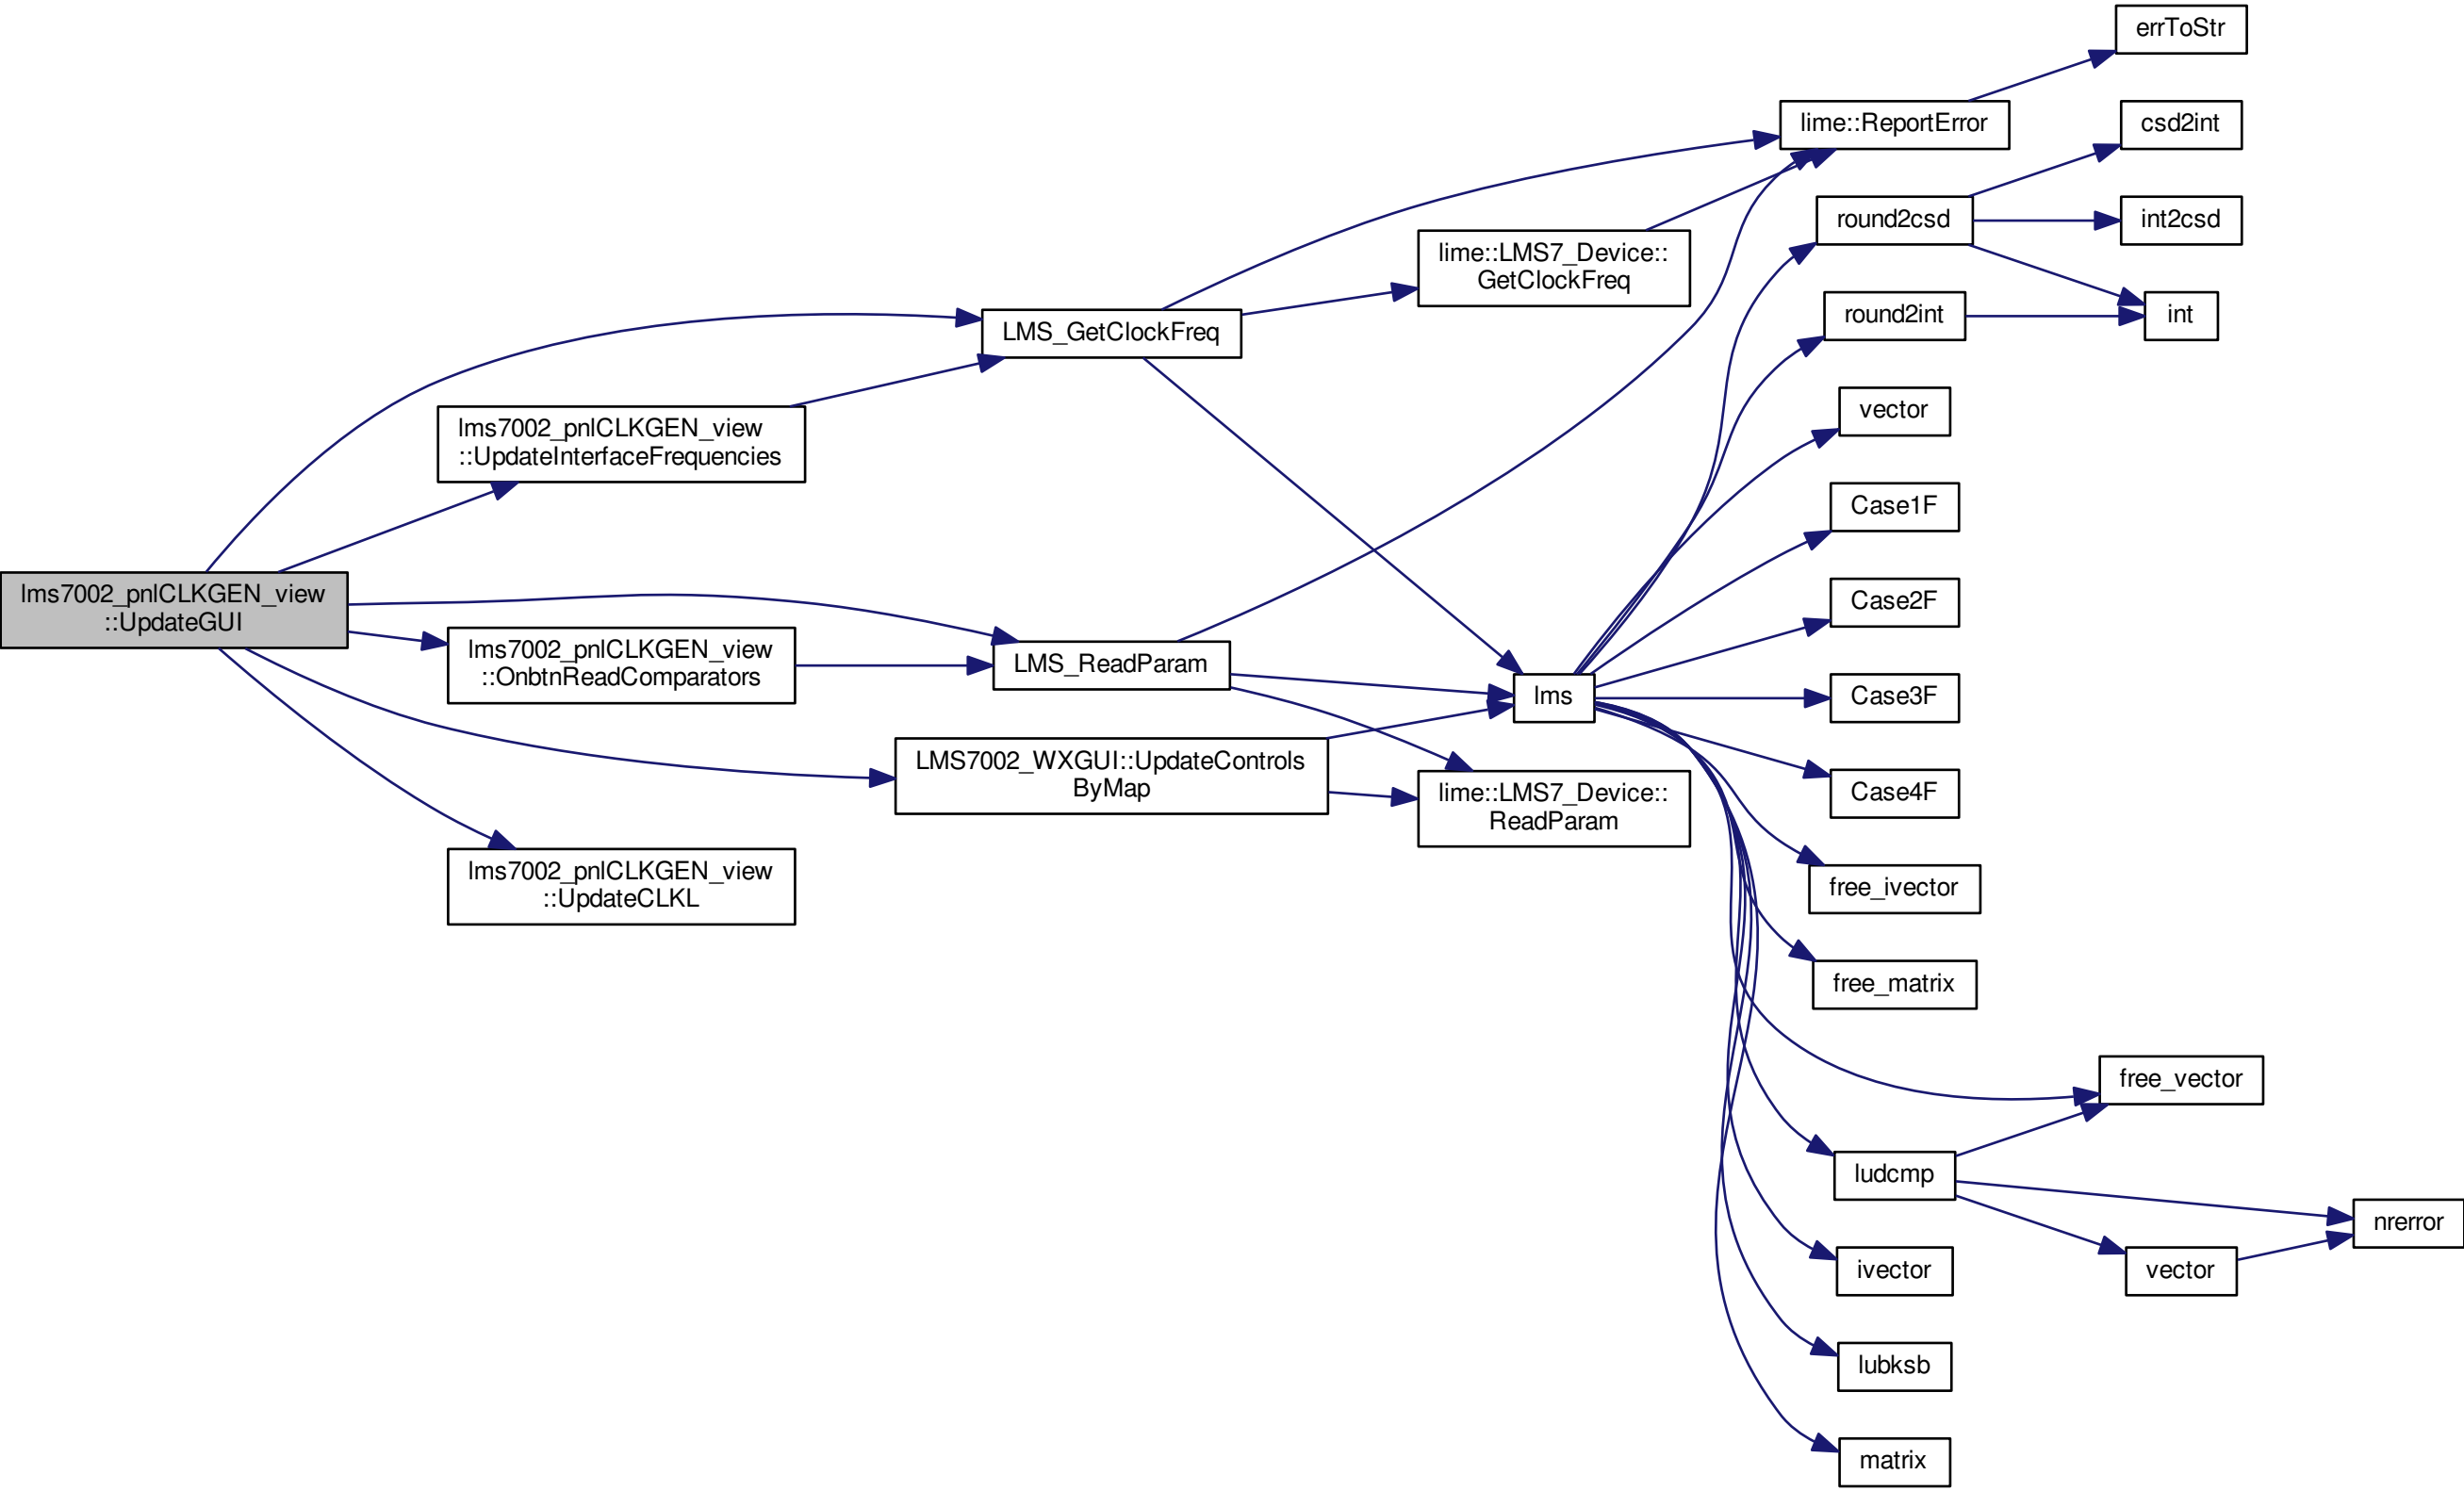 errToStr
lime::ReportError
csd2int
round2csd
int2csd
lime::LMS7_Device::
GetClockFreq
round2int
int
LMS_GetClockFreq
vector
lms7002_pnlCLKGEN_view
::UpdateInterfaceFrequencies
Case1F
lms7002_pnlCLKGEN_view
::UpdateGUI
Case2F
lms7002_pnlCLKGEN_view
::OnbtnReadComparators
LMS_ReadParam
lms
Case3F
LMS7002_WXGUI::UpdateControls
ByMap
lime::LMS7_Device::
ReadParam
Case4F
lms7002_pnlCLKGEN_view
::UpdateCLKL
free_ivector
free_matrix
free_vector
ludcmp
nrerror
ivector
vector
lubksb
matrix